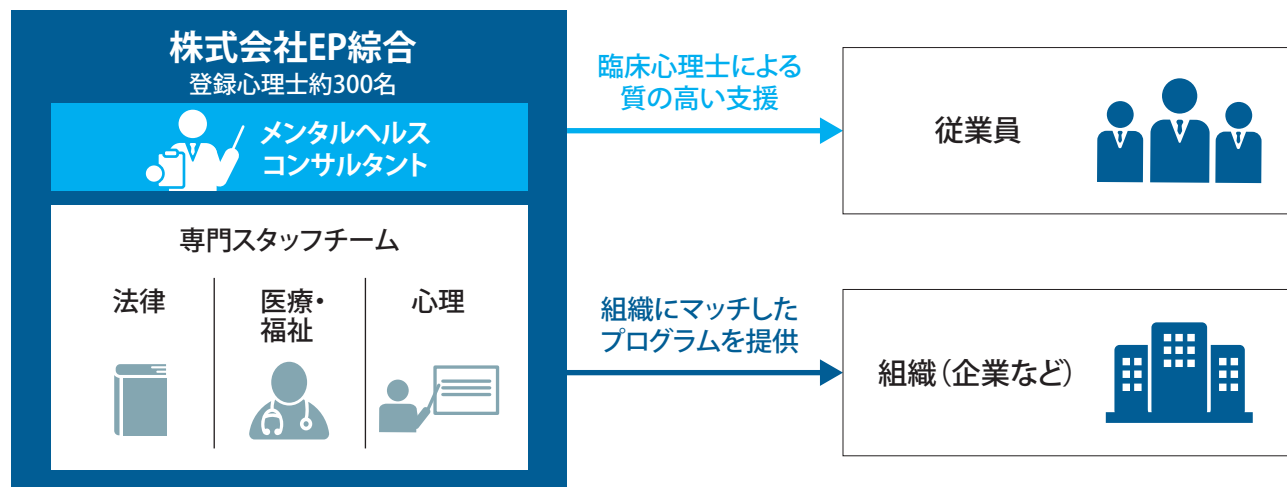 株式会社EP綜合
登録心理士約300名
メンタルヘルス
コンサルタント
専門スタッフチーム
法律
医療・
福祉
心理
臨床心理士による
質の高い支援
従業員
組織にマッチした
プログラムを提供
組織（企業など）